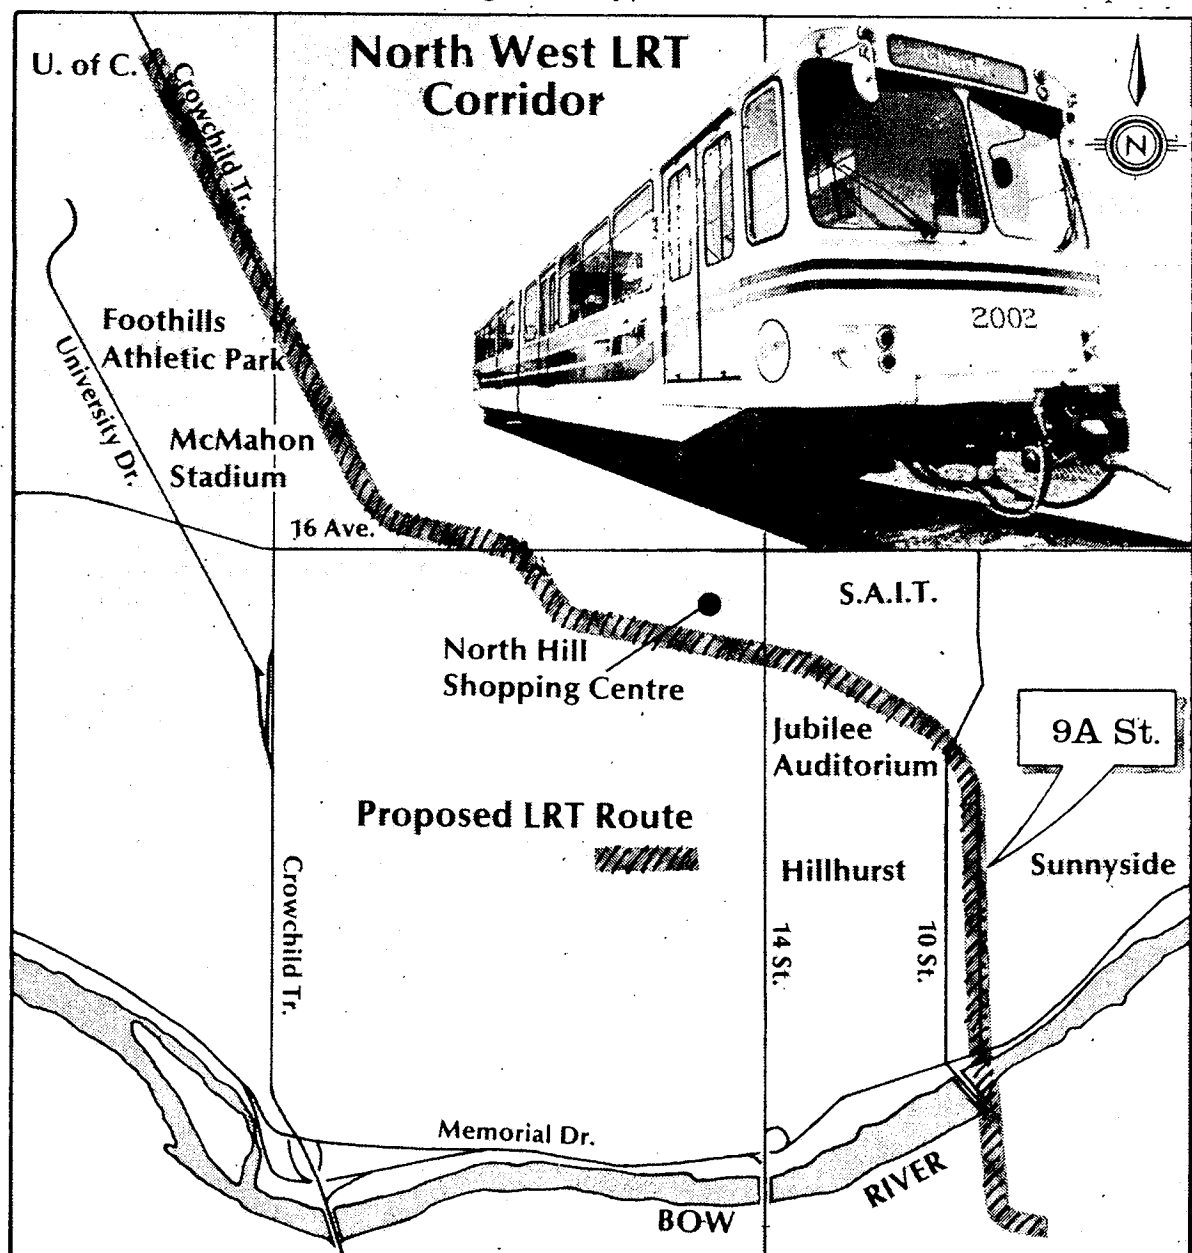 North West LRT
Corridor
U. of C.
Crowchild Tr.
N
2002
Foothills
Athletic Park
University Dr.
McMahon
Stadium
16 Ave.
S.A.I.T.
North Hill
Shopping Centre
9A St.
Jubilee
Auditorium
Proposed LRT Route
Hillhurst
Sunnyside
Crowchild Tr.
14 St.
10 St.
Memorial Dr.
BOW
RIVER